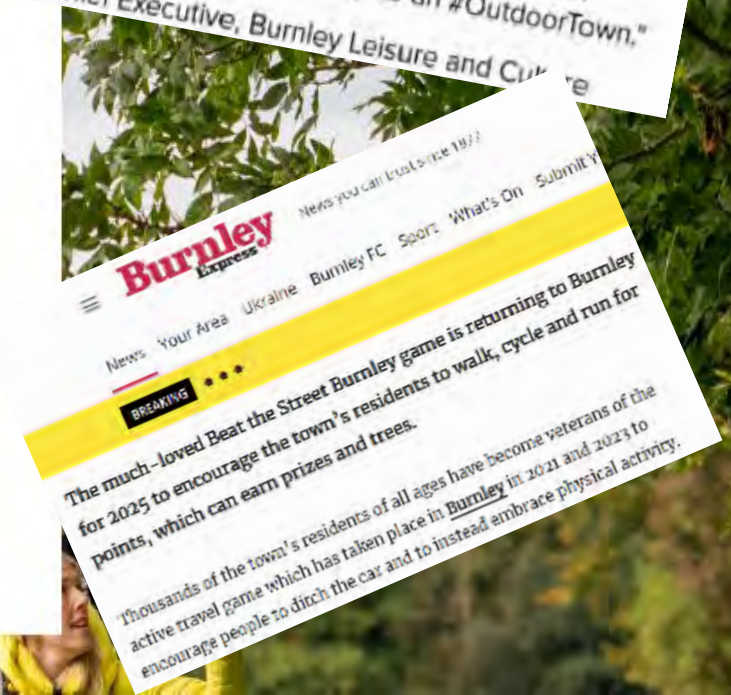 an #OutdoorTown."
Executive, Burnley Leisure and Culture
News you can trust since 1877
Burnley
Express
News Your Area Ukraine Burnley FC Sport What's On Submit
BREAKING
The much-loved Beat the Street Burnley game is returning to Burnley
for 2025 to encourage the town's residents to walk, cycle and run for
points, which can earn prizes and trees.
Thousands of the town's residents of all ages have become veterans of the
active travel game which has taken place in Burnley in 2021 and 2023 to
encourage people to ditch the car and to instead embrace physical activity.